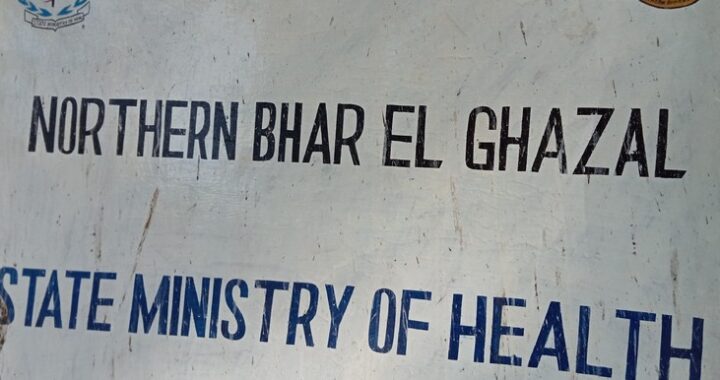 NORTHERN BHAR EL GHAZAL
STATE MINISTRY OF HEALTH